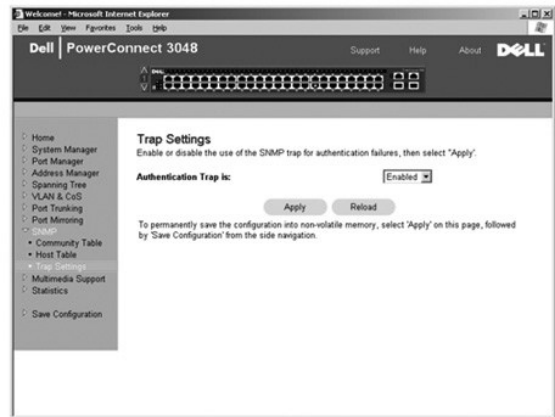 Welcome! - Microsoft Internet Explorer
File Edit View Favorites Tools Help
Dell | PowerConnect 3048
Support Help About DELL
1
Home
System Manager
Port Manager
Address Manager
Spanning Tree
VLAN & CoS
Port Trunking
Port Mirroring
SNMP
Community Table
Host Table
Trap Settings
Multimedia Support
Statistics
Save Configuration
Trap Settings
Enable or disable the use of the SNMP trap for authentication failures, then select "Apply".
Authentication Trap is: Enabled
Apply Reload
To permanently save the configuration into non-volatile memory, select 'Apply' on this page, followed
by 'Save Configuration' from the side navigation.